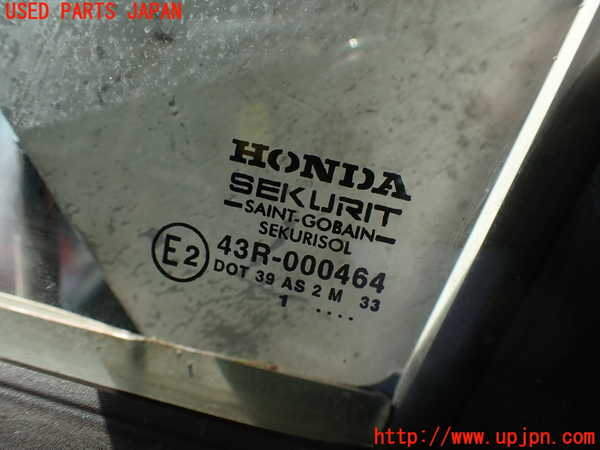 USED PARTS JAPAN
HONDA
SEKURIT
SAINT-GOBAIN
SEKURISOL
E2 43R-000464
DOT 39 AS 2 M 33
1 ....
http://www.upjpn.com